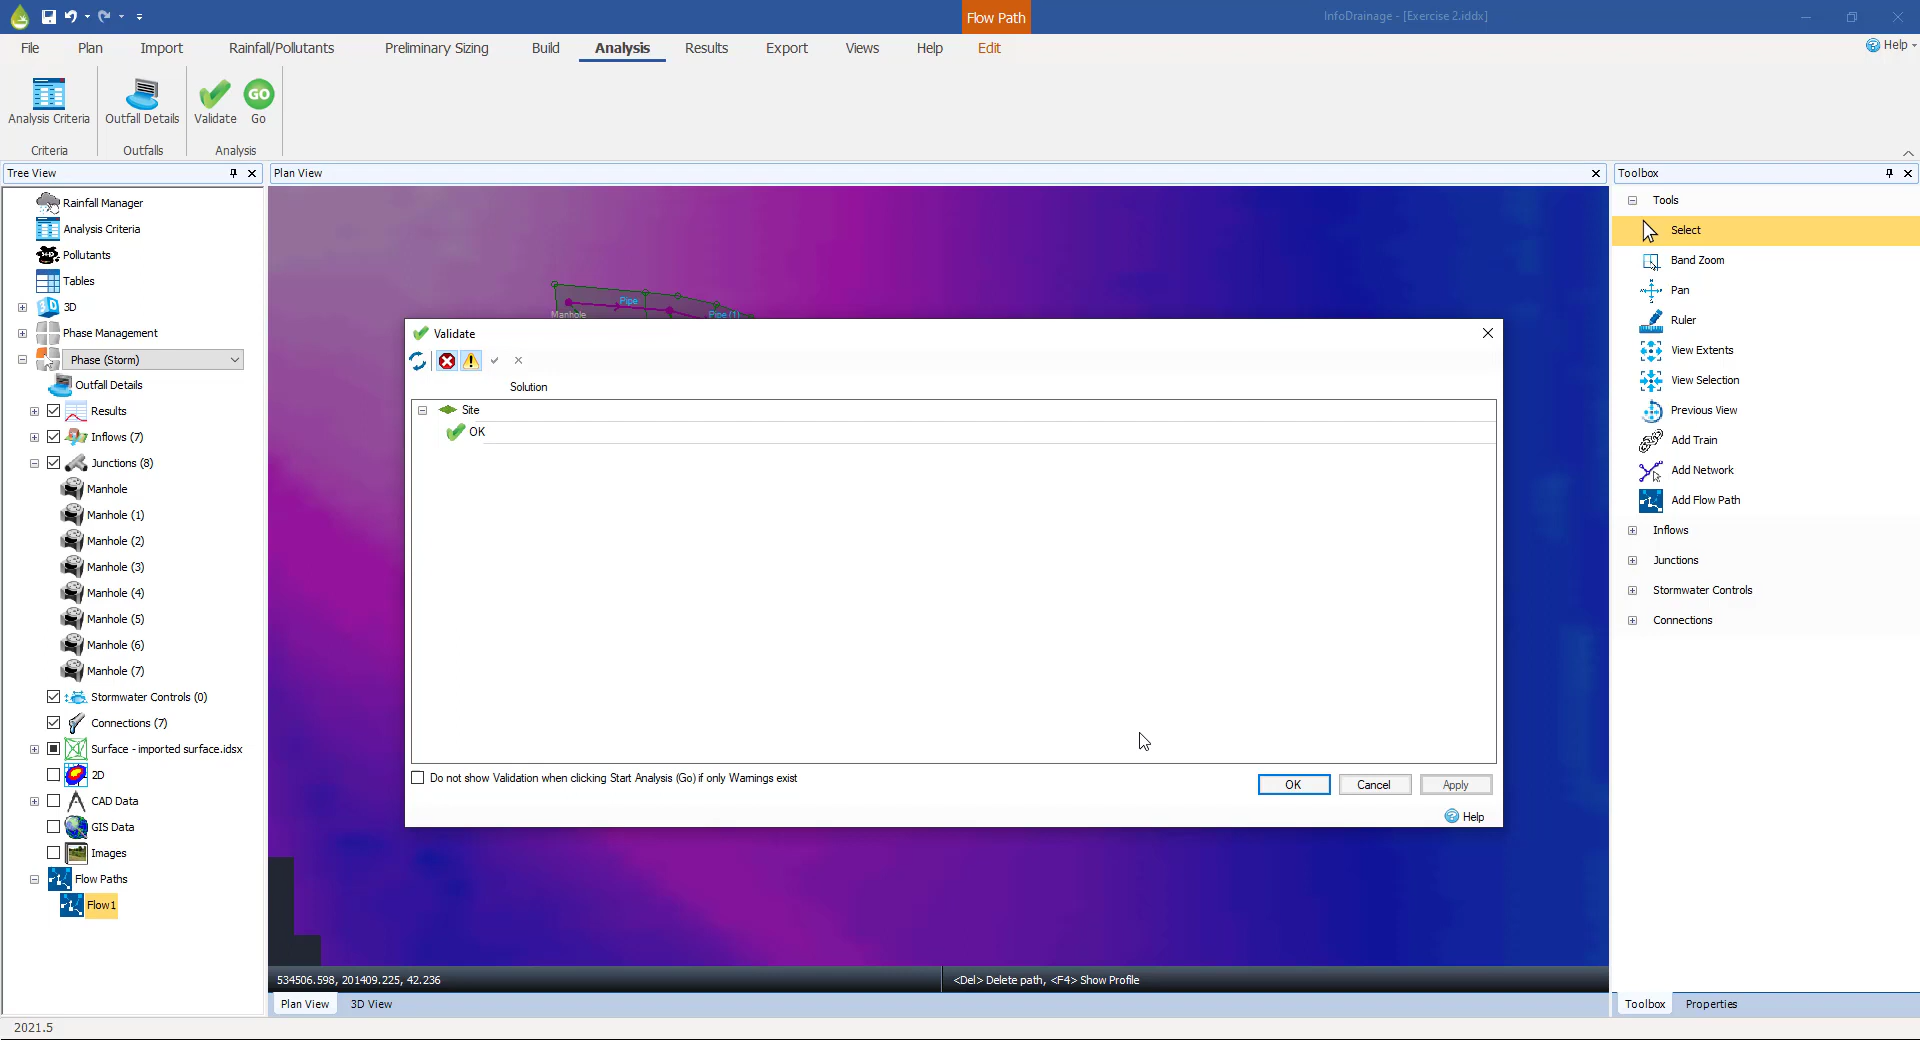 Flow Path
InfoDrainage - [Exercise 2.iddx]
File Plan Import Rainfall/Pollutants Preliminary Sizing Build Analysis Results Export Views Help Edit
Help
GO
Analysis Criteria Outfall Details Validate Go
Criteria Outfalls Analysis
Tree View
Plan View
Toolbox
Rainfall Manager
Analysis Criteria
Pollutants
Tables
3D
Phase Management
Phase (Storm)
Outfall Details
Results
Inflows (7)
Junctions (8)
Manhole
Manhole (1)
Manhole (2)
Manhole (3)
Manhole (4)
Manhole (5)
Manhole (6)
Manhole (7)
Stormwater Controls (0)
Connections (7)
Surface - imported surface.idsx
2D
CAD Data
GIS Data
Images
Flow Paths
Flow1
Pipe
Manhole
Pipe (1)
Validate
Solution
Site
OK
Do not show Validation when clicking Start Analysis (Go) if only Warnings exist
OK Cancel Apply
Help
534506.598, 201409.225, 42.236
<Del> Delete path, <F4> Show Profile
Plan View 3D View
Tools
Select
Band Zoom
Pan
Ruler
View Extents
View Selection
Previous View
Add Train
Add Network
Add Flow Path
Inflows
Junctions
Stormwater Controls
Connections
Toolbox Properties
2021.5